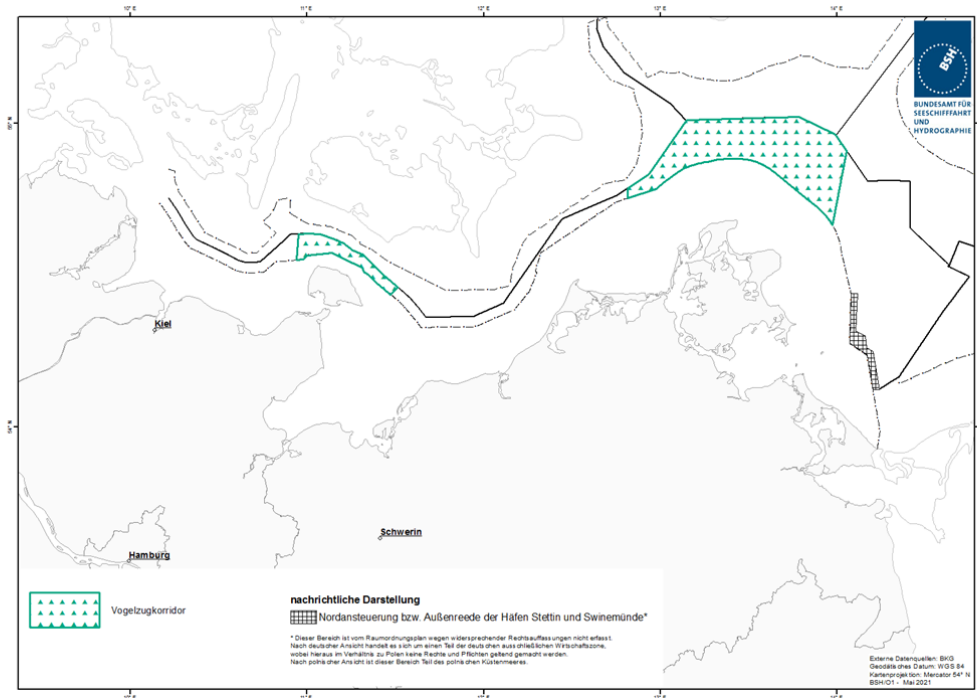 10° E 11° E 12° E 13° E 14° E
BSH
BUNDESAMT FÜR
SEESCHIFFFAHRT
UND
HYDROGRAPHIE
Kiel
54° N
Schwerin
Hamburg
Vogelzugkorridor
nachrichtliche Darstellung
Nordansteuerung bzw. Außenreede der Häfen Stettin und Swinemünde*
* Dieser Bereich ist vom Raumordnungsplan wegen widersprechender Rechtsauffassungen nicht erfasst.
Nach deutscher Ansicht handelt es sich um einen Teil der deutschen ausschließlichen Wirtschaftszone,
wobei hieraus im Verhältnis zu Polen keine Rechte und Pflichten geltend gemacht werden.
Nach polnischer Ansicht ist dieser Bereich Teil des polnischen Küstenmeeres.
Externe Datenquellen: BKG
Geodätisches Datum: WGS 84
Kartenprojektion: Mercator 54° N
BSH/O1 - Mai 2021